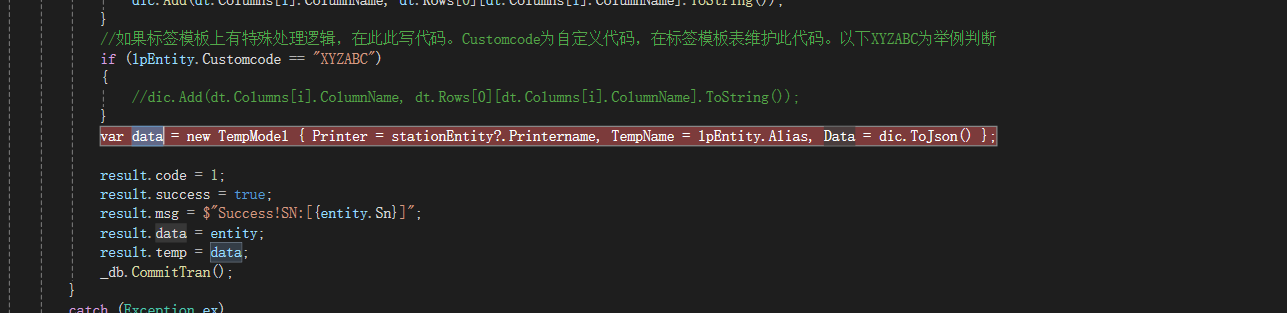 dic.Add(dt.Columns[i].ColumnName, dt.Rows[0][dt.Columns[i].ColumnName].ToString());
}
//如果标签模板上有特殊处理逻辑，在此此写代码。Customcode为自定义代码，在标签模板表维护此代码。以下XYZABC为举例判断
if (lpEntity.Customcode == "XYZABC")
{
//dic.Add(dt.Columns[i].ColumnName, dt.Rows[0][dt.Columns[i].ColumnName].ToString());
}
var data = new TempModel { Printer = stationEntity?.Printername, TempName = lpEntity.Alias, Data = dic.ToJson() };
result.code = 1;
result.success = true;
result.msg = $"Success!SN:[{entity.Sn}]";
result.data = entity;
result.temp = data;
_db.CommitTran();
}
catch (Exception ex)